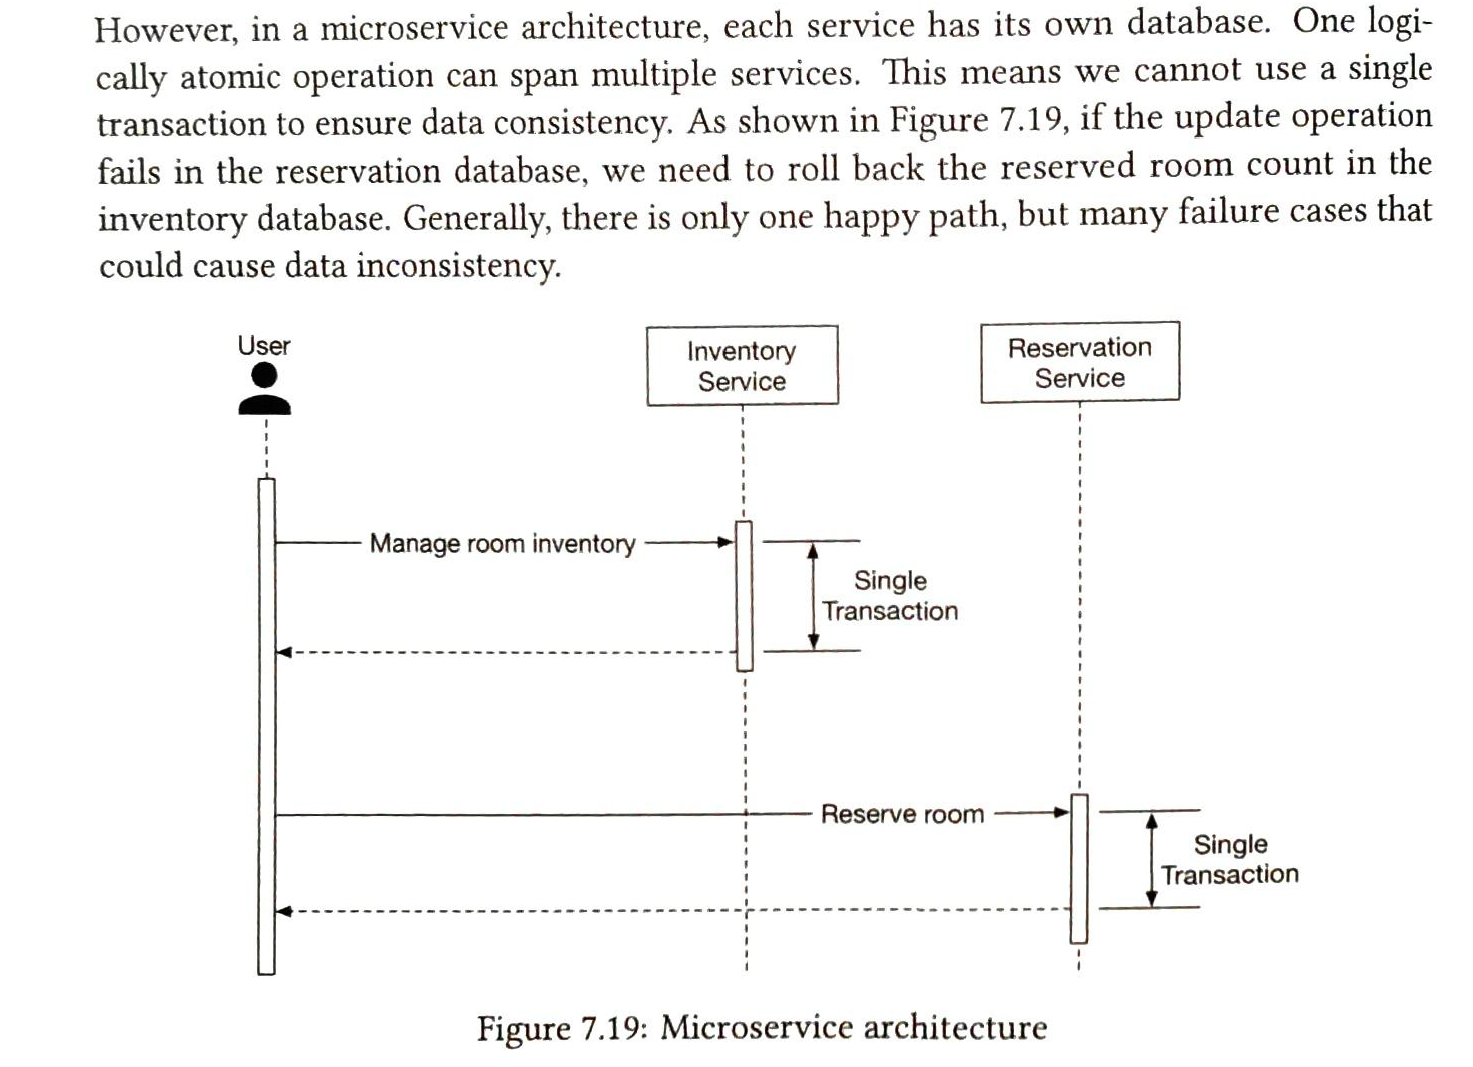 However, in a microservice architecture, each service has its own database. One logi-
cally atomic operation can span multiple services. This means we cannot use a single
transaction to ensure data consistency. As shown in Figure 7.19, if the update operation
fails in the reservation database, we need to roll back the reserved room count in the
inventory database. Generally, there is only one happy path, but many failure cases that
could cause data inconsistency.
User
Inventory
Service
Reservation
Service
Manage room inventory
Single
Transaction
Reserve room
Single
Transaction
Figure 7.19: Microservice architecture